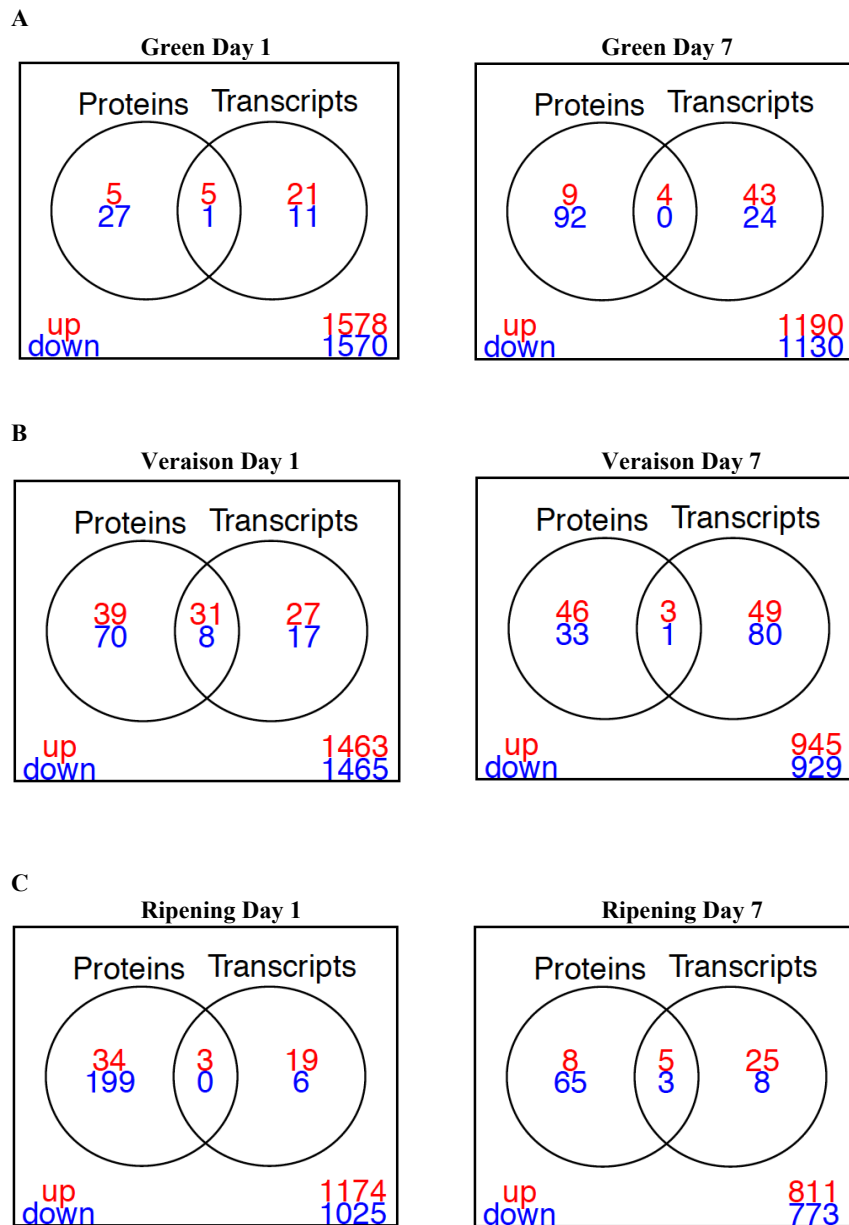 A
Green Day 1
Proteins Transcripts
5 5 21
27 1 11
up 1578
down 1570
Green Day 7
Proteins Transcripts
9 4 43
92 0 24
up 1190
down 1130
B
Veraison Day 1
Proteins Transcripts
39 31 27
70 8 17
up 1463
down 1465
Veraison Day 7
Proteins Transcripts
46 3 49
33 1 80
up 945
down 929
C
Ripening Day 1
Proteins Transcripts
34 3 19
199 0 6
up 1174
down 1025
Ripening Day 7
Proteins Transcripts
8 5 25
65 3 8
up 811
down 773